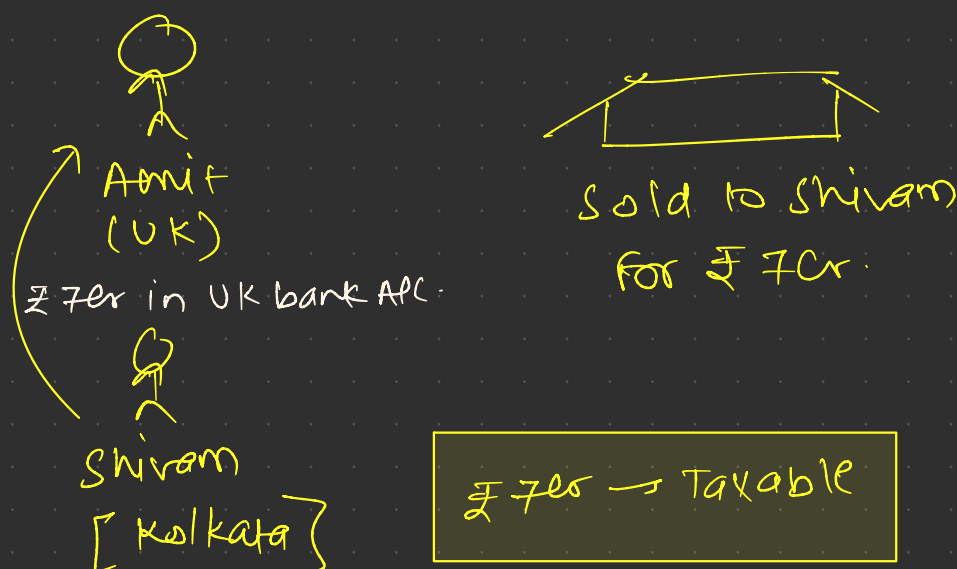 Amit
(UK)
₹ 7cr in UK bank A/C.
Shivam
[Kolkata]
Sold to Shivam
for ₹ 7Cr.
₹ 7cr → Taxable